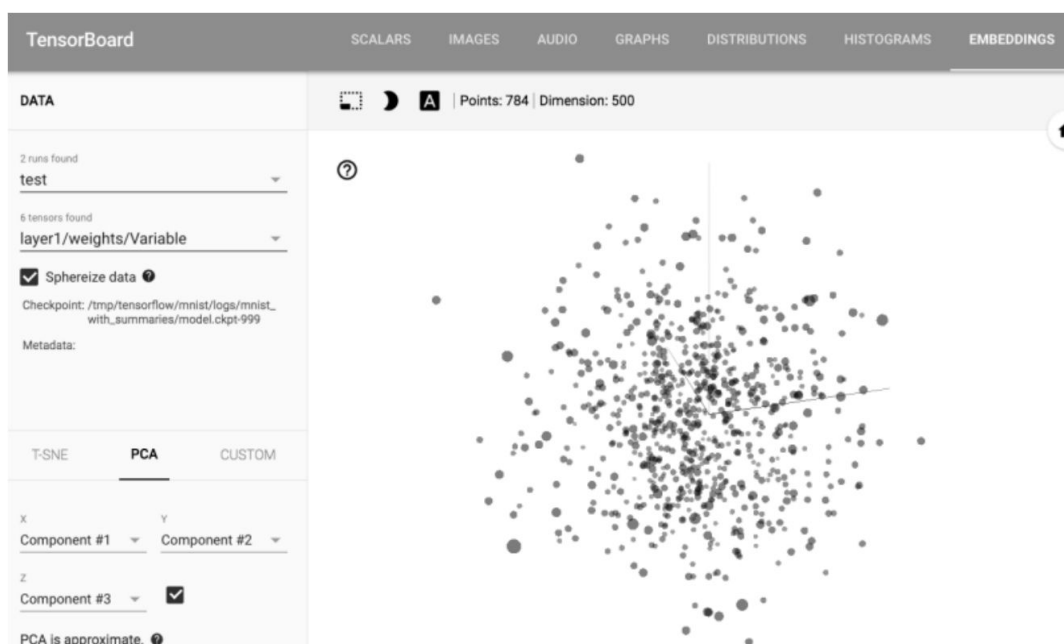 TensorBoard
SCALARS IMAGES AUDIO GRAPHS DISTRIBUTIONS HISTOGRAMS EMBEDDINGS
DATA
A Points: 784 Dimension: 500
2 runs found
test
6 tensors found
layer1/weights/Variable
Sphereize data ?
Checkpoint: /tmp/tensorflow/mnist/logs/mnist_
with_summaries/model.ckpt-999
Metadata:
?
T-SNE PCA CUSTOM
X Y
Component #1 Component #2
Z
Component #3
PCA is approximate. ?